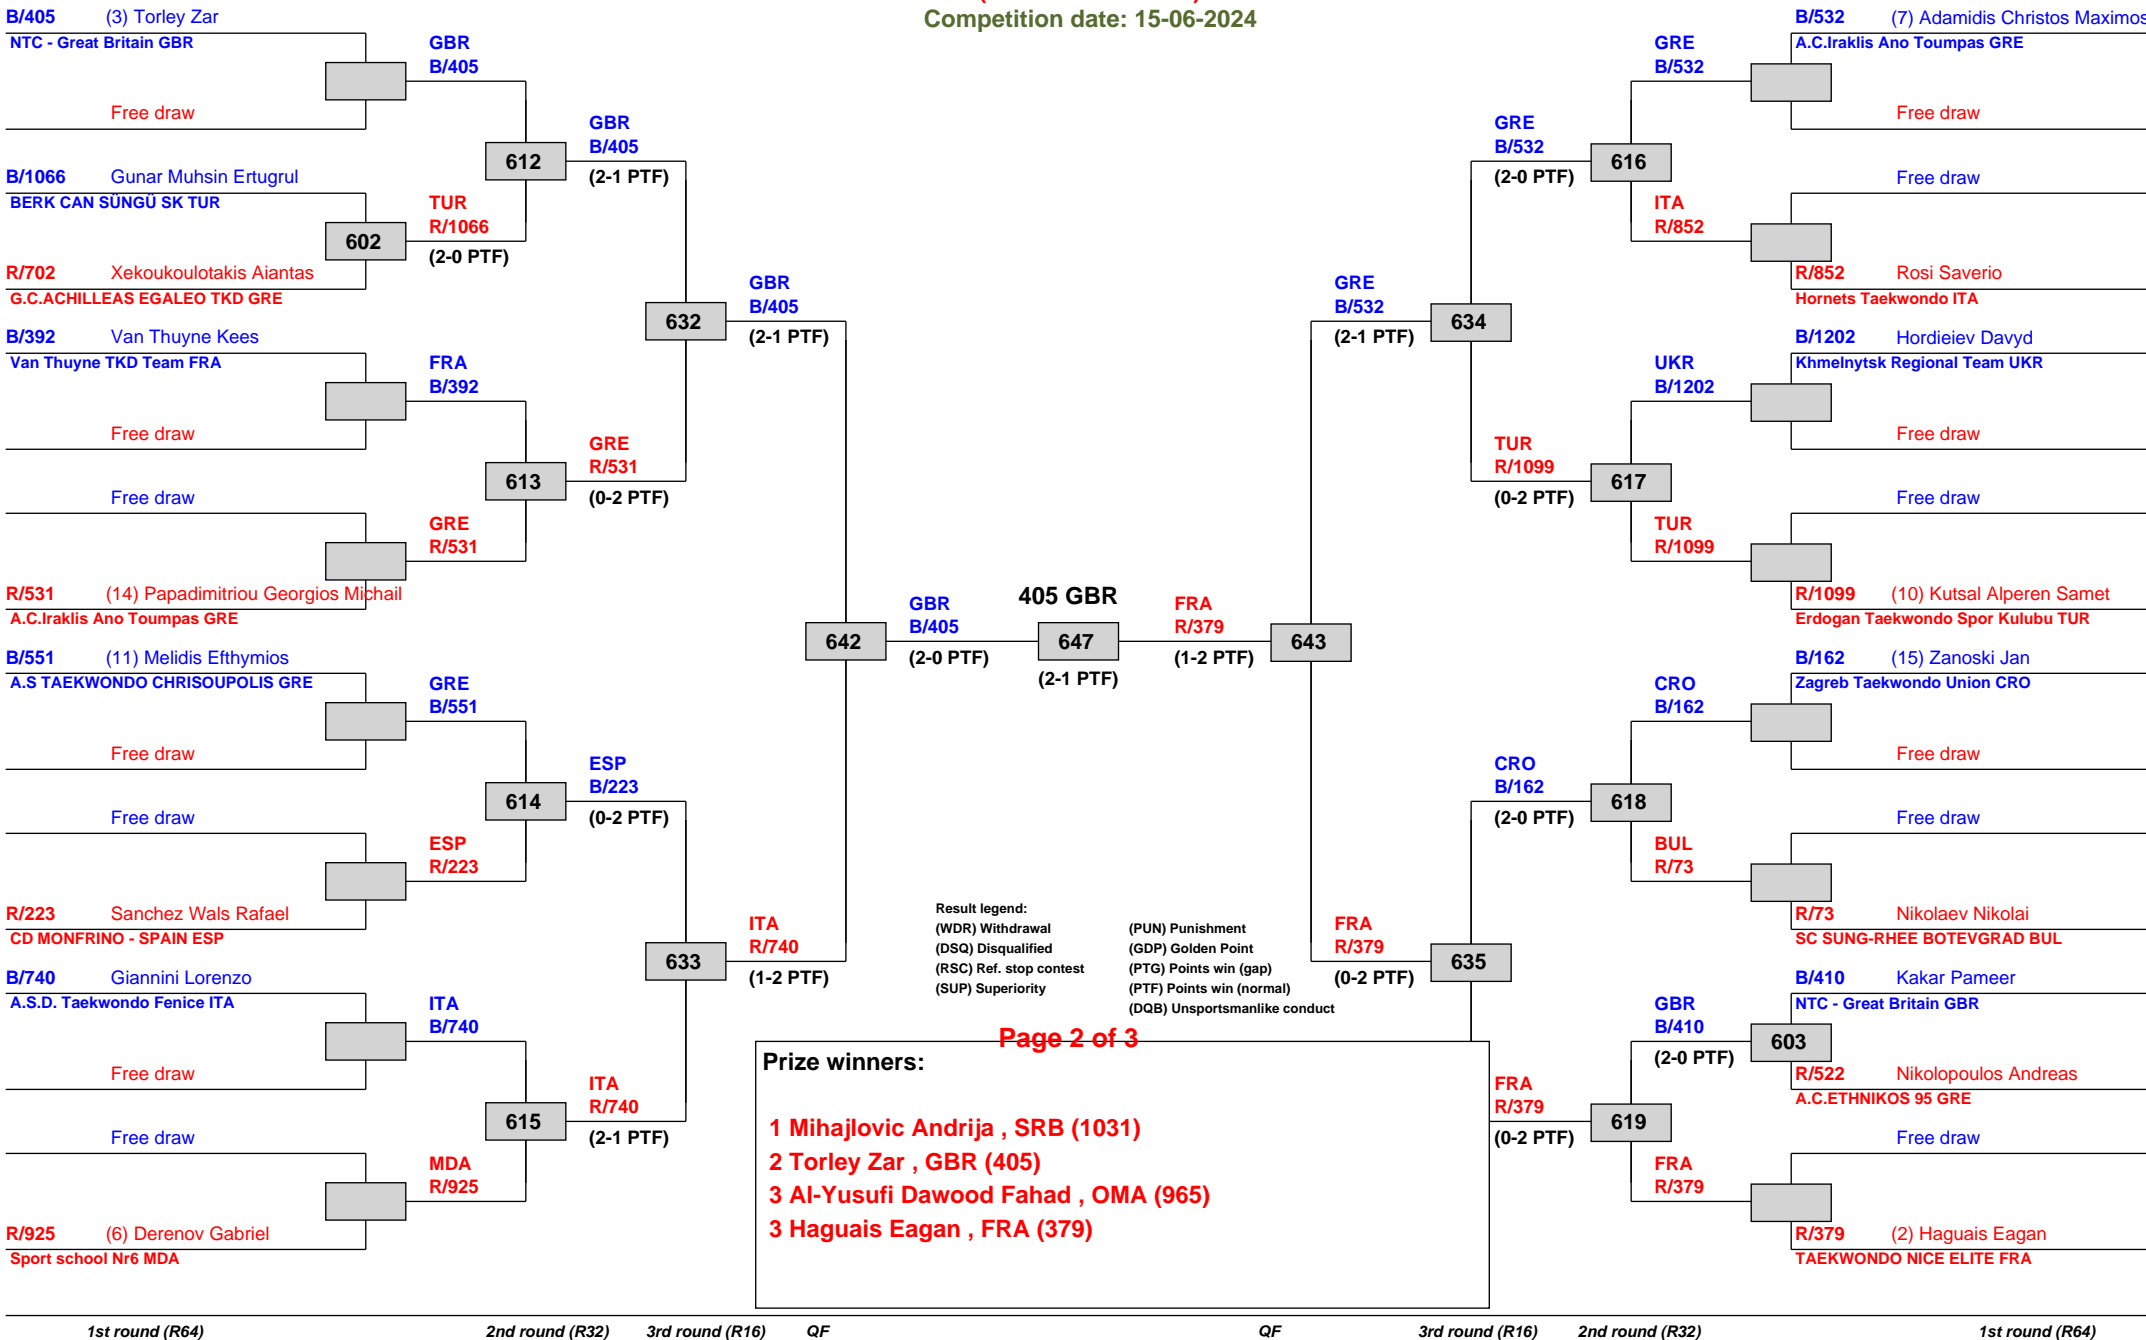 Competition date: 15-06-2024
B/405 (3) Torley Zar
NTC - Great Britain GBR
Free draw
B/1066 Gunar Muhsin Ertugrul
BERK CAN SÜNGÜ SK TUR
602
R/702 Xekoukoulotakis Aiantas
G.C.ACHILLEAS EGALEO TKD GRE
B/392 Van Thuyne Kees
Van Thuyne TKD Team FRA
Free draw
Free draw
R/531 (14) Papadimitriou Georgios Michail
A.C.Iraklis Ano Toumpas GRE
B/551 (11) Melidis Efthymios
A.S TAEKWONDO CHRISOUPOLIS GRE
Free draw
Free draw
R/223 Sanchez Wals Rafael
CD MONFRINO - SPAIN ESP
B/740 Giannini Lorenzo
A.S.D. Taekwondo Fenice ITA
Free draw
Free draw
R/925 (6) Derenov Gabriel
Sport school Nr6 MDA
GBR
B/405
612
TUR
R/1066
(2-0 PTF)
FRA
B/392
613
GRE
R/531
GRE
B/551
614
ESP
R/223
ITA
B/740
615
MDA
R/925
GBR
B/405
(2-1 PTF)
632
GRE
R/531
(0-2 PTF)
ESP
B/223
(0-2 PTF)
633
ITA
R/740
(2-1 PTF)
GBR
B/405
(2-1 PTF)
642
ITA
R/740
(1-2 PTF)
GBR
B/405
(2-0 PTF)
405 GBR
647
(2-1 PTF)
FRA
R/379
(1-2 PTF)
643
GRE
B/532
(2-1 PTF)
634
FRA
R/379
(0-2 PTF)
635
GRE
B/532
(2-0 PTF)
616
TUR
R/1099
(0-2 PTF)
617
CRO
B/162
(2-0 PTF)
618
FRA
R/379
(0-2 PTF)
619
GRE
B/532
ITA
R/852
UKR
B/1202
TUR
R/1099
CRO
B/162
BUL
R/73
GBR
B/410
(2-0 PTF)
603
FRA
R/379
B/532 (7) Adamidis Christos Maximos
A.C.Iraklis Ano Toumpas GRE
Free draw
Free draw
R/852 Rosi Saverio
Hornets Taekwondo ITA
B/1202 Hordieiev Davyd
Khmelnytsk Regional Team UKR
Free draw
Free draw
R/1099 (10) Kutsal Alperen Samet
Erdogan Taekwondo Spor Kulubu TUR
B/162 (15) Zanoski Jan
Zagreb Taekwondo Union CRO
Free draw
Free draw
R/73 Nikolaev Nikolai
SC SUNG-RHEE BOTEVGRAD BUL
B/410 Kakar Pameer
NTC - Great Britain GBR
R/522 Nikolopoulos Andreas
A.C.ETHNIKOS 95 GRE
Free draw
R/379 (2) Haguais Eagan
TAEKWONDO NICE ELITE FRA
Result legend:
(WDR) Withdrawal (PUN) Punishment
(DSQ) Disqualified (GDP) Golden Point
(RSC) Ref. stop contest (PTG) Points win (gap)
(SUP) Superiority (PTF) Points win (normal)
(DQB) Unsportsmanlike conduct
Page 2 of 3
Prize winners:
1 Mihajlovic Andrija , SRB (1031)
2 Torley Zar , GBR (405)
3 Al-Yusufi Dawood Fahad , OMA (965)
3 Haguais Eagan , FRA (379)
1st round (R64) 2nd round (R32) 3rd round (R16) QF QF 3rd round (R16) 2nd round (R32) 1st round (R64)